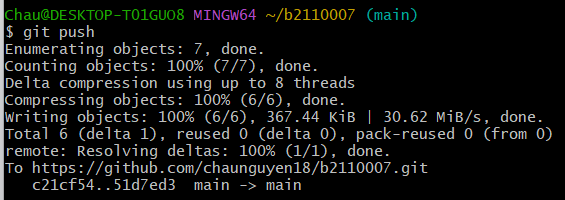 Chau@DESKTOP-T01GUO8 MINGW64 ~/b2110007 (main)
$ git push
Enumerating objects: 7, done.
Counting objects: 100% (7/7), done.
Delta compression using up to 8 threads
Compressing objects: 100% (6/6), done.
Writing objects: 100% (6/6), 367.44 KiB | 30.62 MiB/s, done.
Total 6 (delta 1), reused 0 (delta 0), pack-reused 0 (from 0)
remote: Resolving deltas: 100% (1/1), done.
To https://github.com/chaunguyen18/b2110007.git
   c21cf54..51d7ed3  main -> main